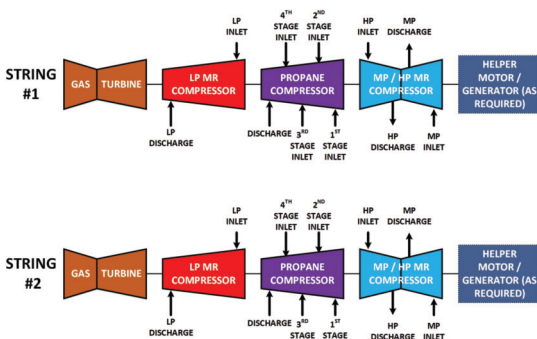 STRING
#1
GAS TURBINE
LP
INLET
LP MR
COMPRESSOR
LP
DISCHARGE
4TH
STAGE
INLET
2ND
STAGE
INLET
PROPANE
COMPRESSOR
DISCHARGE
3RD
STAGE
INLET
1ST
STAGE
INLET
HP
INLET
MP
DISCHARGE
MP / HP MR
COMPRESSOR
HP
DISCHARGE
MP
INLET
HELPER
MOTOR /
GENERATOR (AS
REQUIRED)
STRING
#2
GAS TURBINE
LP
INLET
LP MR
COMPRESSOR
LP
DISCHARGE
4TH
STAGE
INLET
2ND
STAGE
INLET
PROPANE
COMPRESSOR
DISCHARGE
3RD
STAGE
INLET
1ST
STAGE
INLET
HP
INLET
MP
DISCHARGE
MP / HP MR
COMPRESSOR
HP
DISCHARGE
MP
INLET
HELPER
MOTOR /
GENERATOR (AS
REQUIRED)